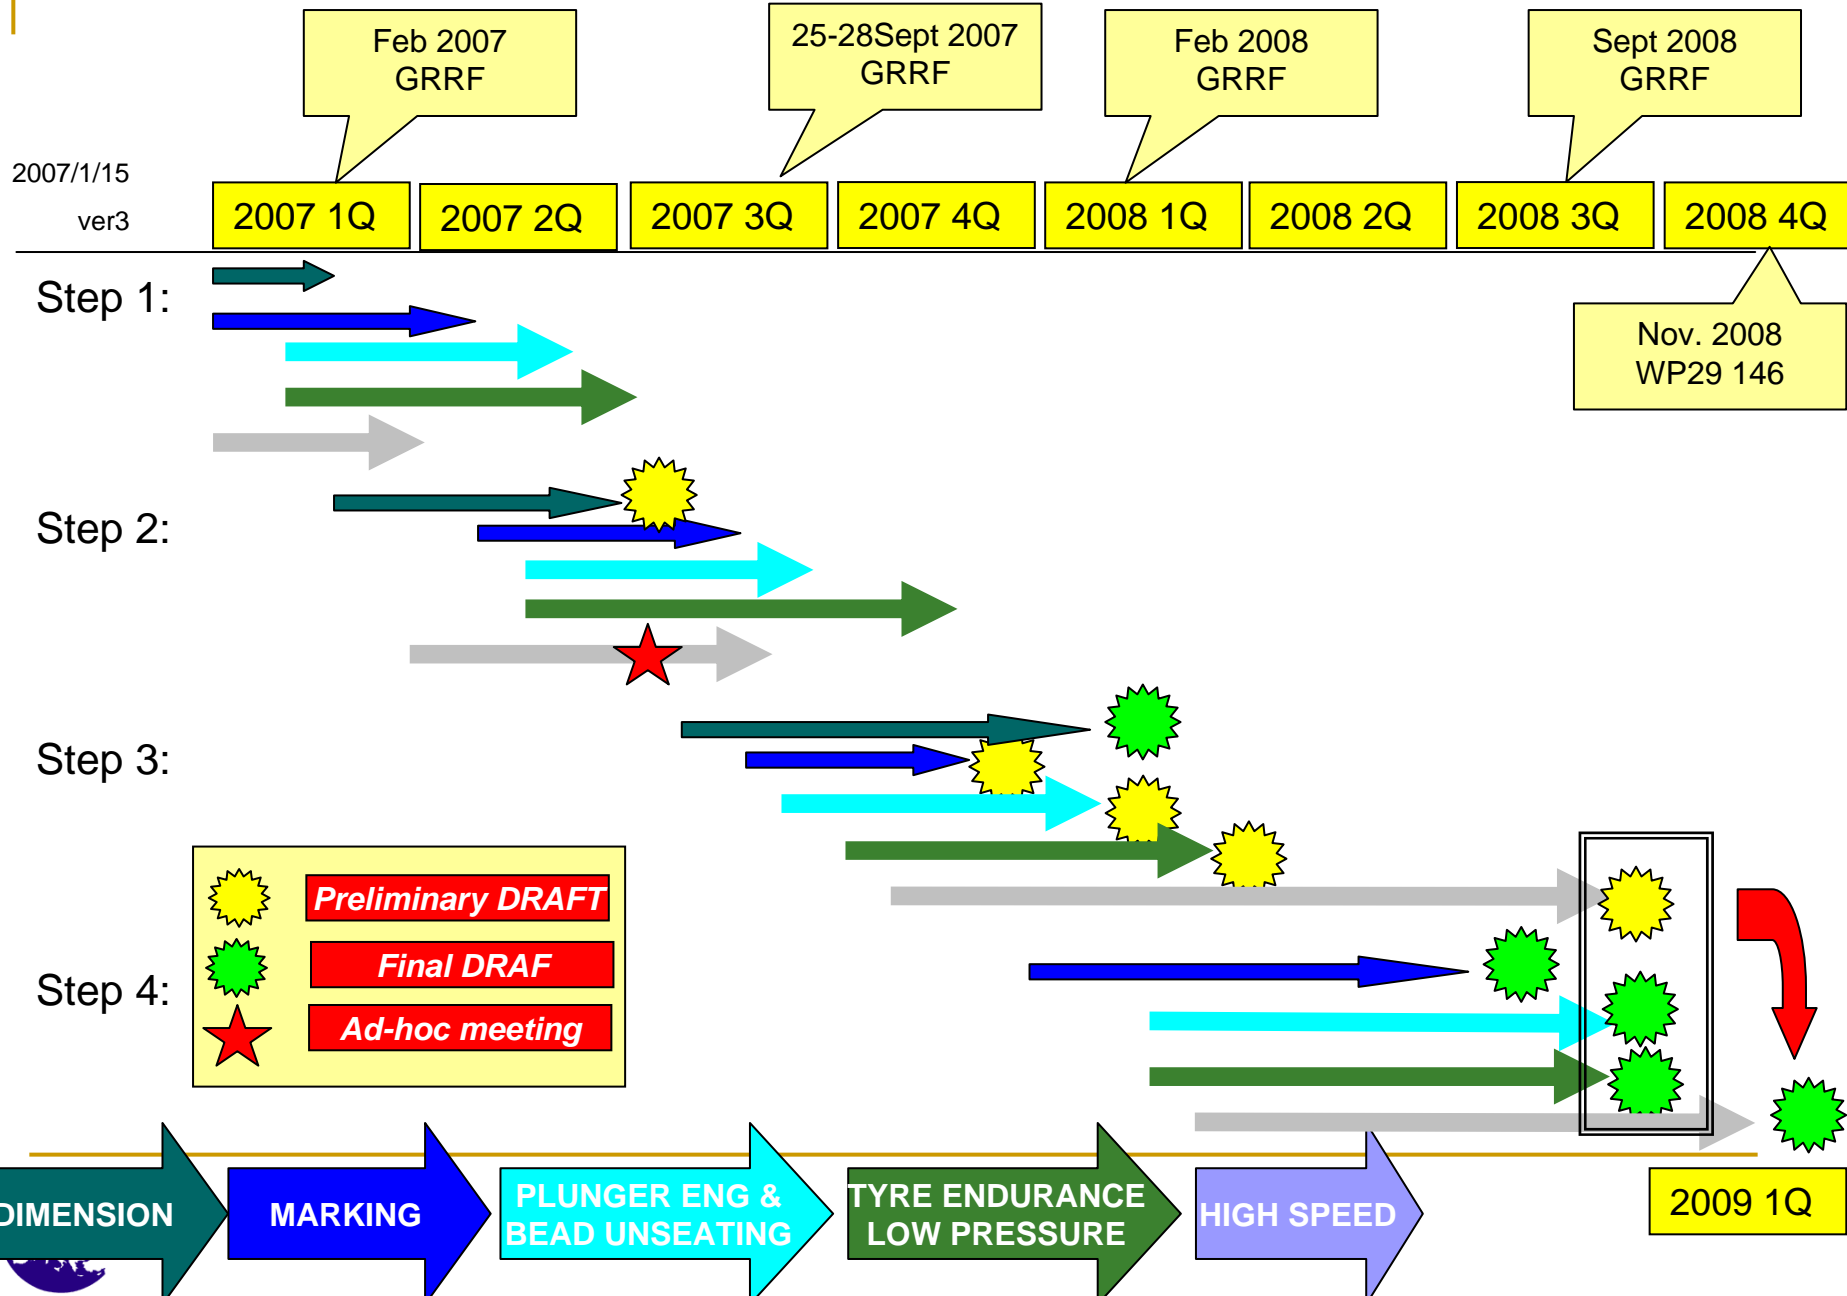 Feb 2007
GRRF
25-28Sept 2007
GRRF
Feb 2008
GRRF
Sept 2008
GRRF
2007/1/15
ver3
2007 1Q
2007 2Q
2007 3Q
2007 4Q
2008 1Q
2008 2Q
2008 3Q
2008 4Q
Nov. 2008
WP29 146
Step 1:
Step 2:
Step 3:
Step 4:
Preliminary DRAFT
Final DRAF
Ad-hoc meeting
DIMENSION
MARKING
PLUNGER ENG &
BEAD UNSEATING
TYRE ENDURANCE
LOW PRESSURE
HIGH SPEED
2009 1Q